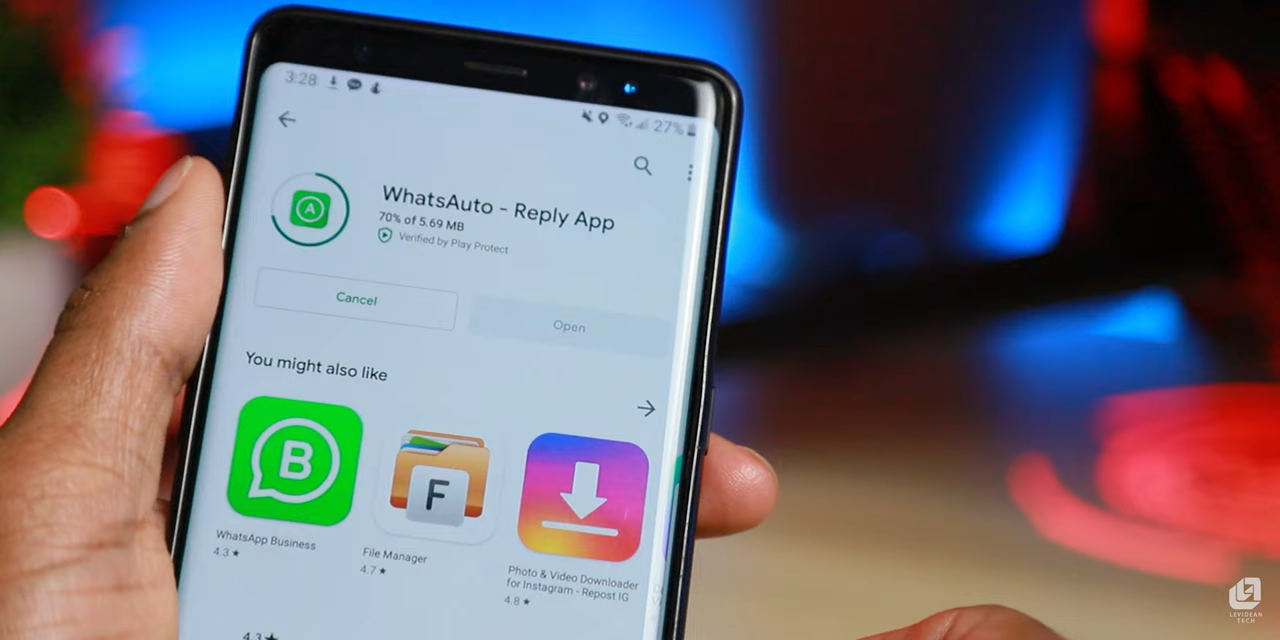 3:28
27%
WhatsAuto - Reply App
70% of 5.69 MB
Verified by Play Protect
Cancel
Open
You might also like
B
F
WhatsApp Business
4.3 ★
File Manager
4.7 ★
Photo & Video Downloader
for Instagram - Repost IG
4.8 ★
4.3 ★
LEVIDEAN
TECH